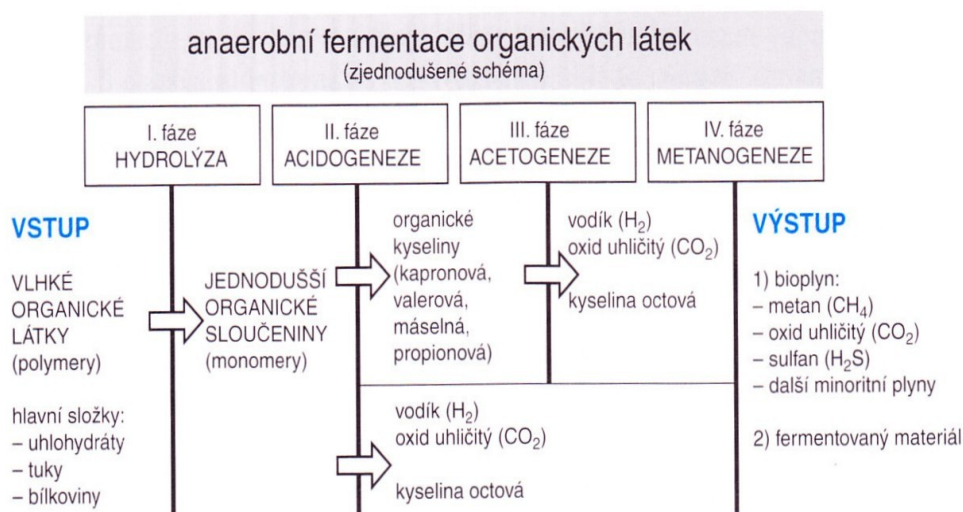 anaerobní fermentace organických látek
(zjednodušené schéma)
I. fáze
HYDROLÝZA
II. fáze
ACIDOGENEZE
III. fáze
ACETOGENEZE
IV. fáze
METANOGENEZE
VSTUP
VLHKÉ
ORGANICKÉ
LÁTKY
(polymery)
hlavní složky:
– uhlohydráty
– tuky
– bílkoviny
JEDNODUŠŠÍ
ORGANICKÉ
SLOUČENINY
(monomery)
organické
kyseliny
(kapronová,
valerová,
máselná,
propionová)
vodík (H₂)
oxid uhličitý (CO₂)
kyselina octová
vodík (H₂)
oxid uhličitý (CO₂)
kyselina octová
VÝSTUP
1) bioplyn:
– metan (CH₄)
– oxid uhličitý (CO₂)
– sulfan (H₂S)
– další minoritní plyny
2) fermentovaný materiál